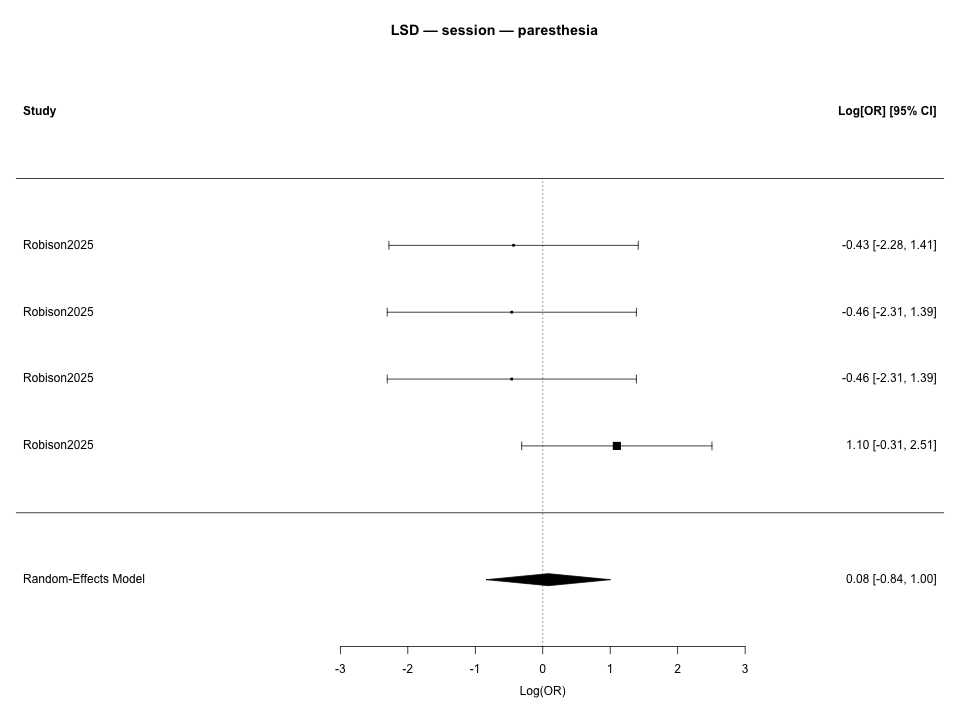 LSD — session — paresthesia
Study Log[OR] [95% CI]
Robison2025 -0.43 [-2.28, 1.41]
Robison2025 -0.46 [-2.31, 1.39]
Robison2025 -0.46 [-2.31, 1.39]
Robison2025 1.10 [-0.31, 2.51]
Random-Effects Model 0.08 [-0.84, 1.00]
-3 -2 -1 0 1 2 3
Log(OR)